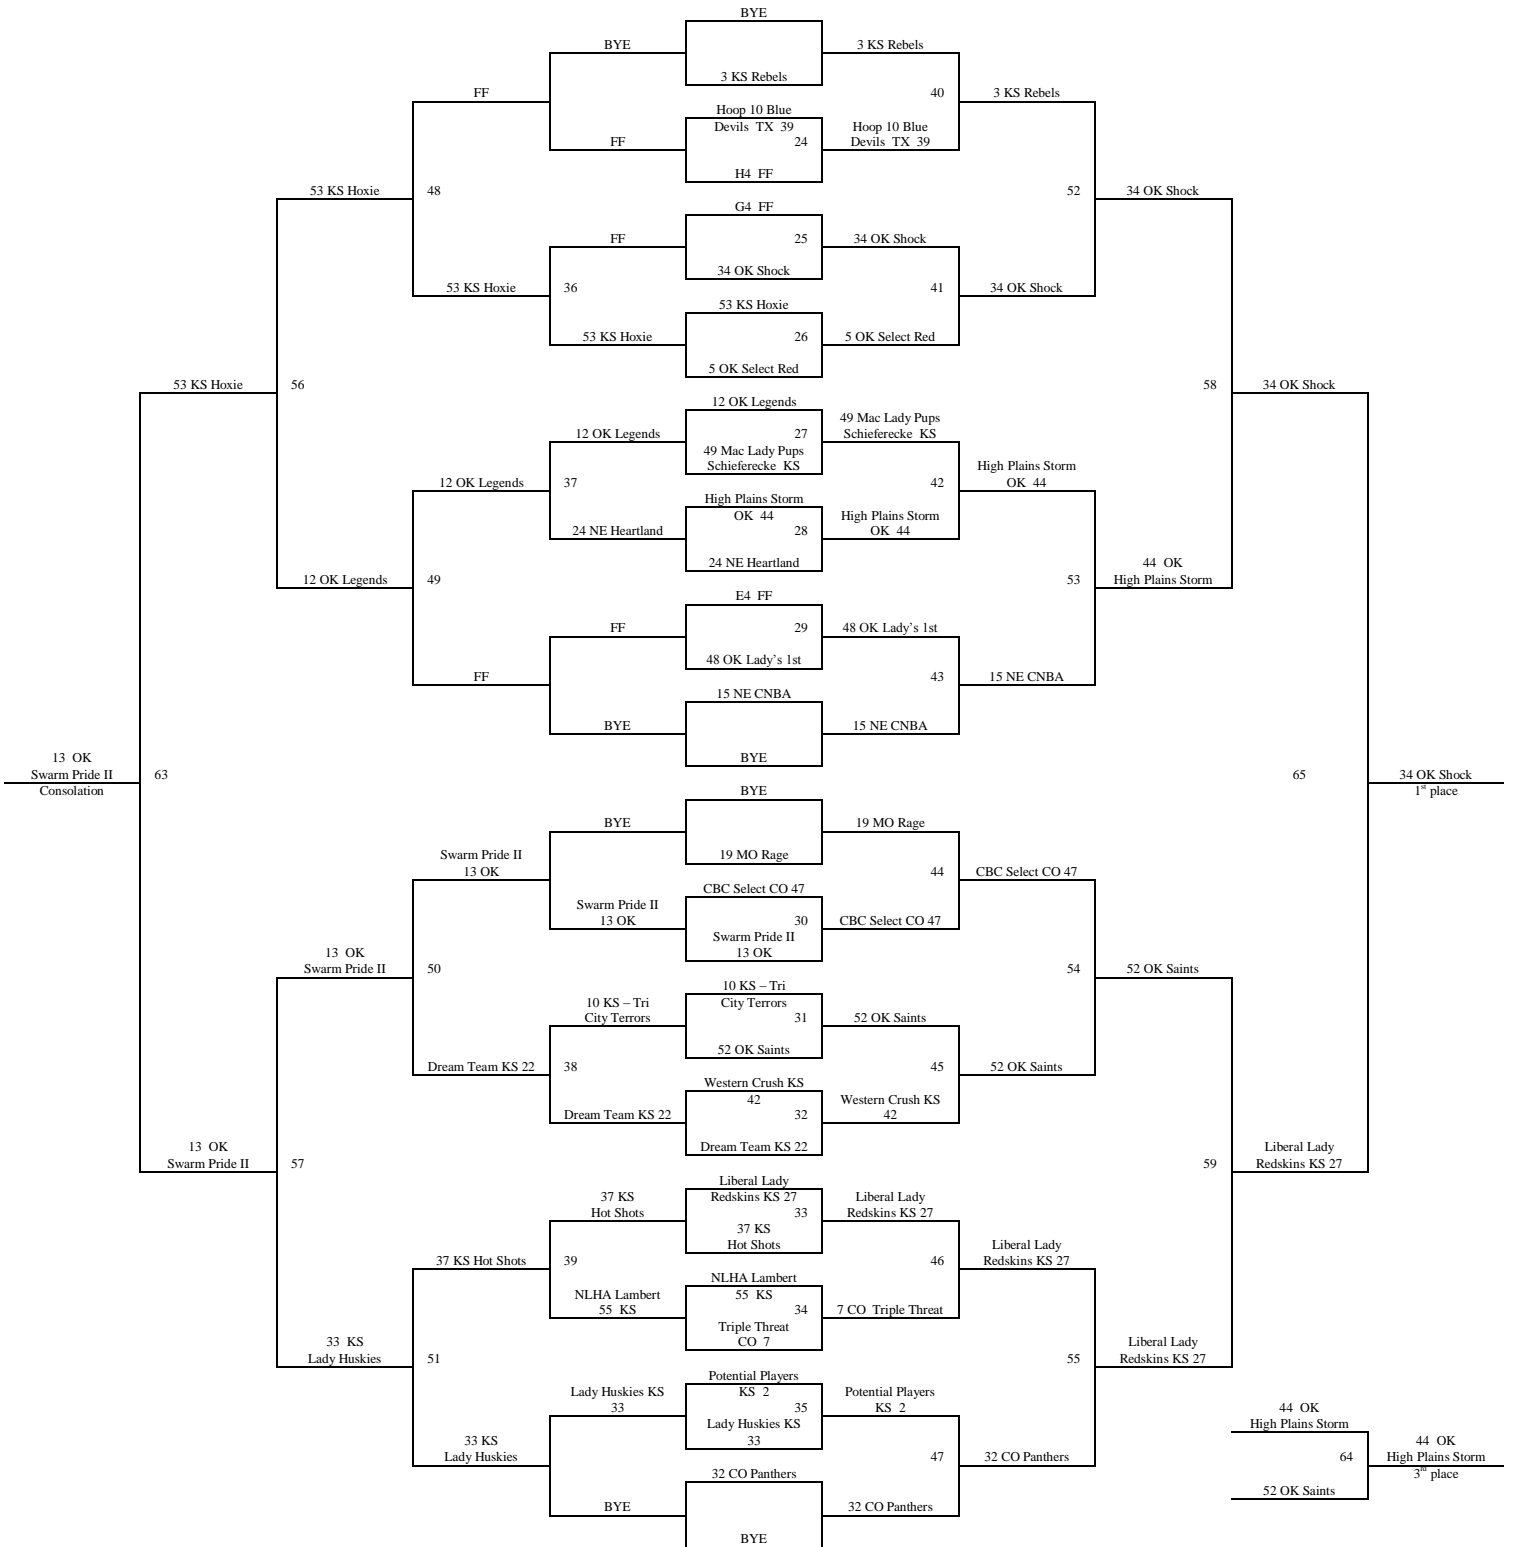 BYE
BYE
3 KS Rebels
3 KS Rebels
FF
40
3 KS Rebels
Hoop 10 Blue
Devils TX 39
Hoop 10 Blue
FF
24
Devils TX 39
H4 FF
53 KS Hoxie
48
52
34 OK Shock
G4 FF
FF
25
34 OK Shock
34 OK Shock
53 KS Hoxie
36
41
34 OK Shock
53 KS Hoxie
53 KS Hoxie
26
5 OK Select Red
5 OK Select Red
53 KS Hoxie
56
58
34 OK Shock
12 OK Legends
49 Mac Lady Pups
12 OK Legends
27
Schieferecke KS
49 Mac Lady Pups
Schieferecke KS
High Plains Storm
12 OK Legends
37
42
OK 44
High Plains Storm
OK 44
High Plains Storm
24 NE Heartland
28
OK 44
24 NE Heartland
44 OK
12 OK Legends
49
53
High Plains Storm
E4 FF
FF
29
48 OK Lady's 1st
48 OK Lady's 1st
FF
43
15 NE CNBA
15 NE CNBA
BYE
15 NE CNBA
BYE
13 OK
Swarm Pride II
63
65
34 OK Shock
Consolation
1st place
BYE
BYE
19 MO Rage
Swarm Pride II
19 MO Rage
13 OK
44
CBC Select CO 47
CBC Select CO 47
Swarm Pride II
13 OK
30
CBC Select CO 47
Swarm Pride II
13 OK
13 OK
Swarm Pride II
50
54
52 OK Saints
10 KS – Tri
10 KS – Tri
City Terrors
City Terrors
31
52 OK Saints
52 OK Saints
Dream Team KS 22
38
45
52 OK Saints
Western Crush KS
42
Western Crush KS
Dream Team KS 22
32
42
Dream Team KS 22
13 OK
Swarm Pride II
57
59
Liberal Lady
Redskins KS 27
Liberal Lady
37 KS
Redskins KS 27
Liberal Lady
Hot Shots
33
Redskins KS 27
37 KS
Hot Shots
Liberal Lady
37 KS Hot Shots
39
46
Redskins KS 27
NLHA Lambert
NLHA Lambert
55 KS
55 KS
34
7 CO Triple Threat
Triple Threat
CO 7
33 KS
Lady Huskies
51
55
Liberal Lady
Redskins KS 27
Potential Players
Lady Huskies KS
KS 2
Potential Players
33
35
KS 2
Lady Huskies KS
33
44 OK
High Plains Storm
33 KS
Lady Huskies
47
32 CO Panthers
64
44 OK
High Plains Storm
3rd place
32 CO Panthers
52 OK Saints
BYE
32 CO Panthers
BYE